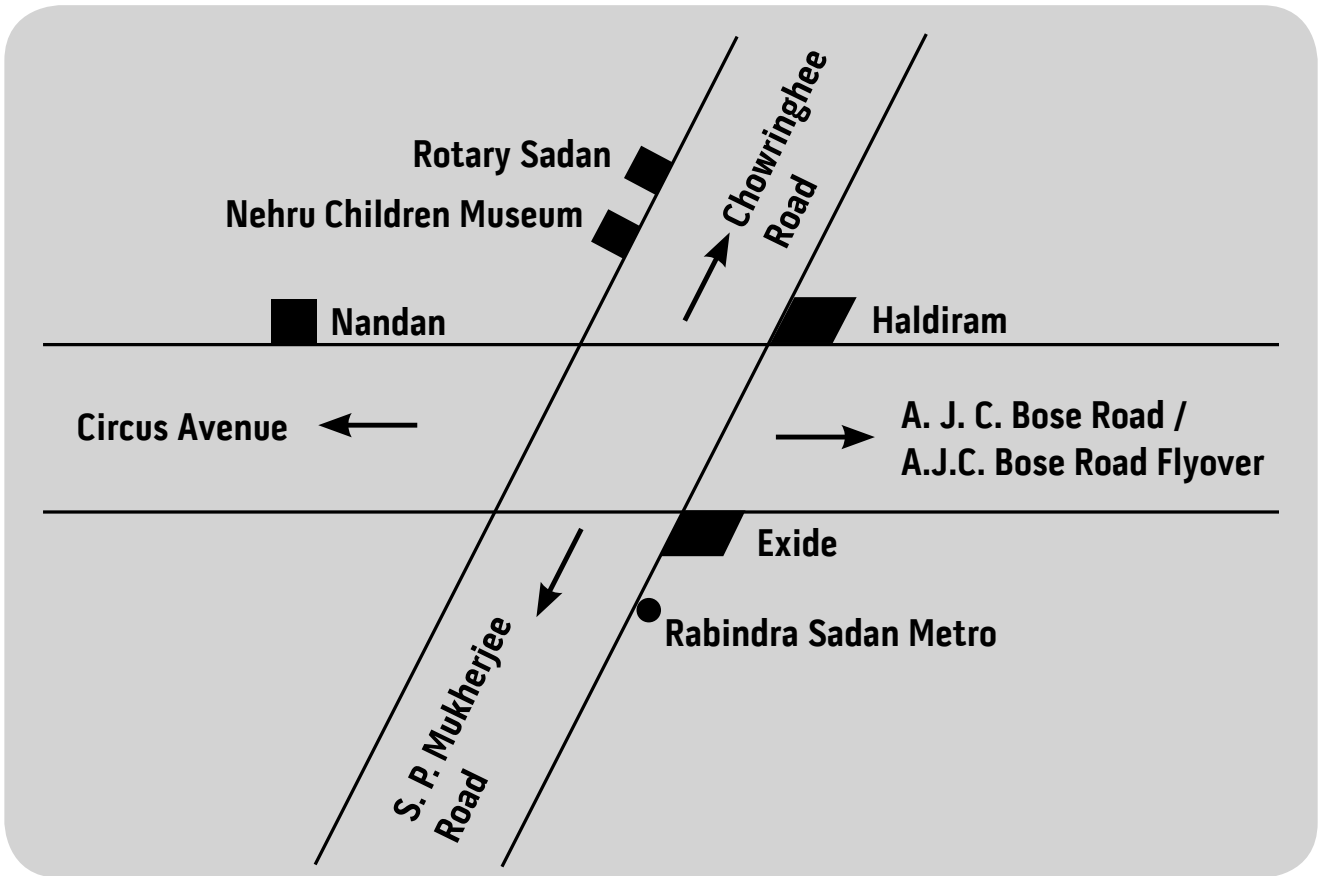 Chowringhee
Road
Rotary Sadan
Nehru Children Museum
Nandan
Haldiram
Circus Avenue
A. J. C. Bose Road /
A.J.C. Bose Road Flyover
Exide
Rabindra Sadan Metro
S. P. Mukherjee
Road